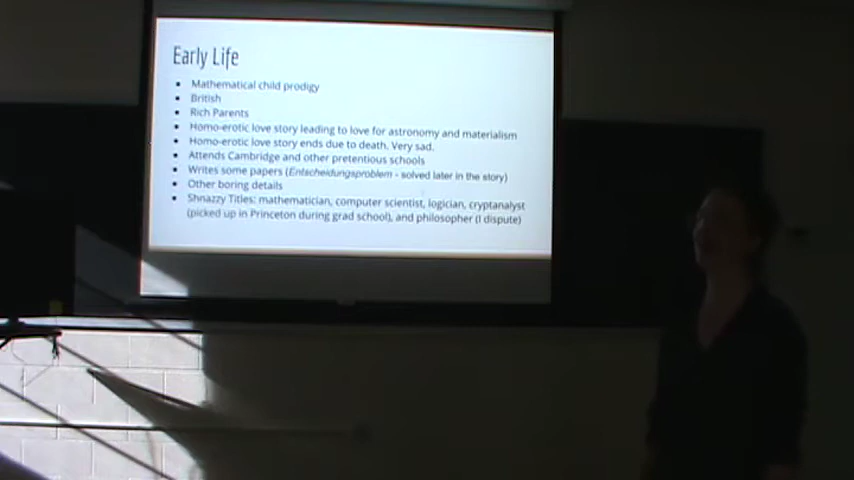 Early Life
Mathematical child prodigy
British
Rich Parents
Homo-erotic love story leading to love for astronomy and materialism
Homo-erotic love story ends due to death. Very sad.
Attends Cambridge and other pretentious schools
Writes some papers (Entscheidungsproblem - solved later in the story)
Other boring details
Shnazzy Titles: mathematician, computer scientist, logician, cryptanalyst
(picked up in Princeton during grad school), and philosopher (I dispute)